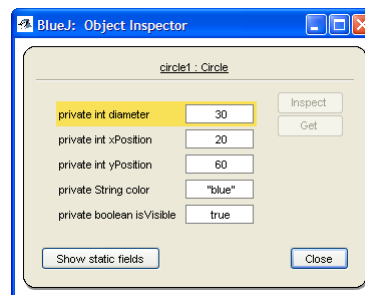 BlueJ: Object Inspector
circle1 : Circle
private int diameter 30
Inspect
Get
private int xPosition 20
private int yPosition 60
private String color "blue"
private boolean isVisible true
Show static fields Close